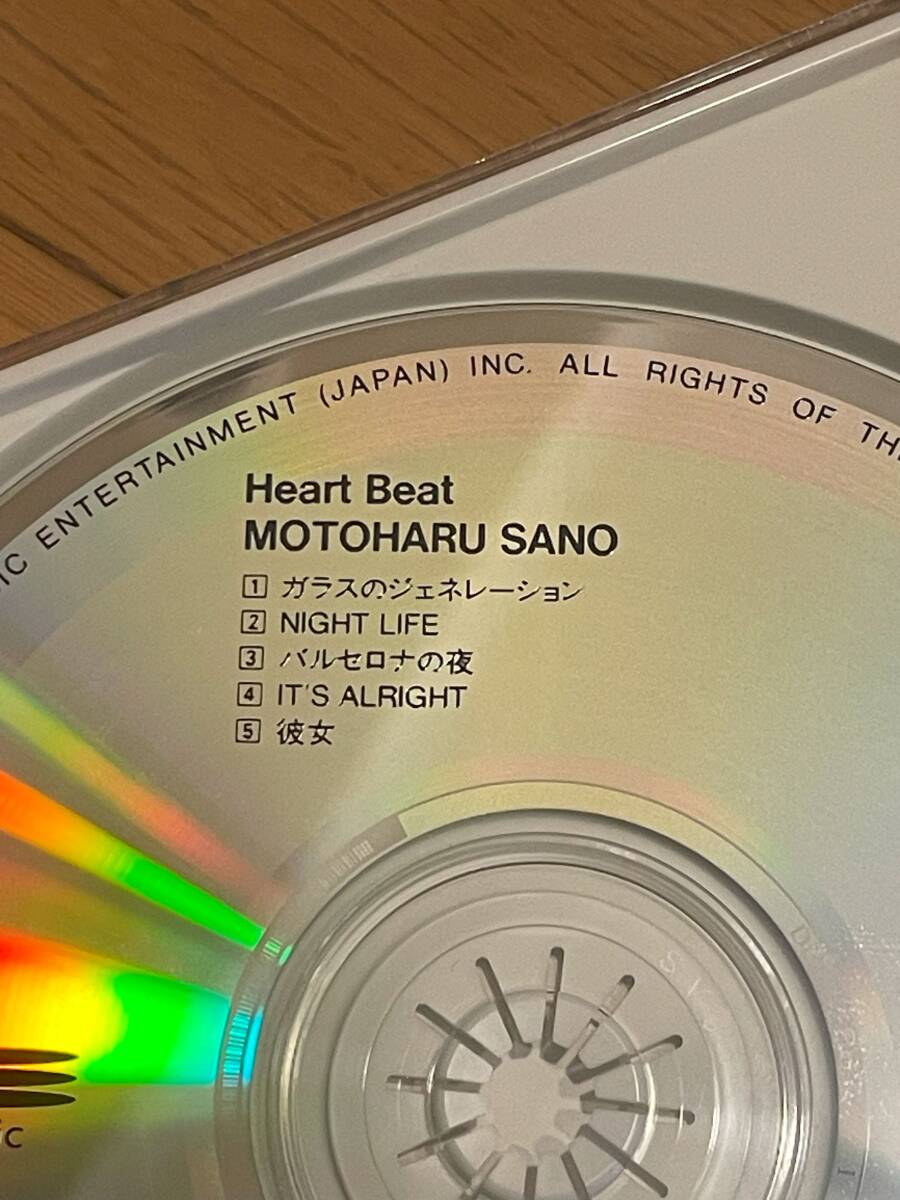 ENTERTAINMENT (JAPAN) INC. ALL RIGHTS OF
Heart Beat
MOTOHARU SANO
1 ガラスのジェネレーション
2 NIGHT LIFE
3 バルセロナの夜
4 IT'S ALRIGHT
5 彼女